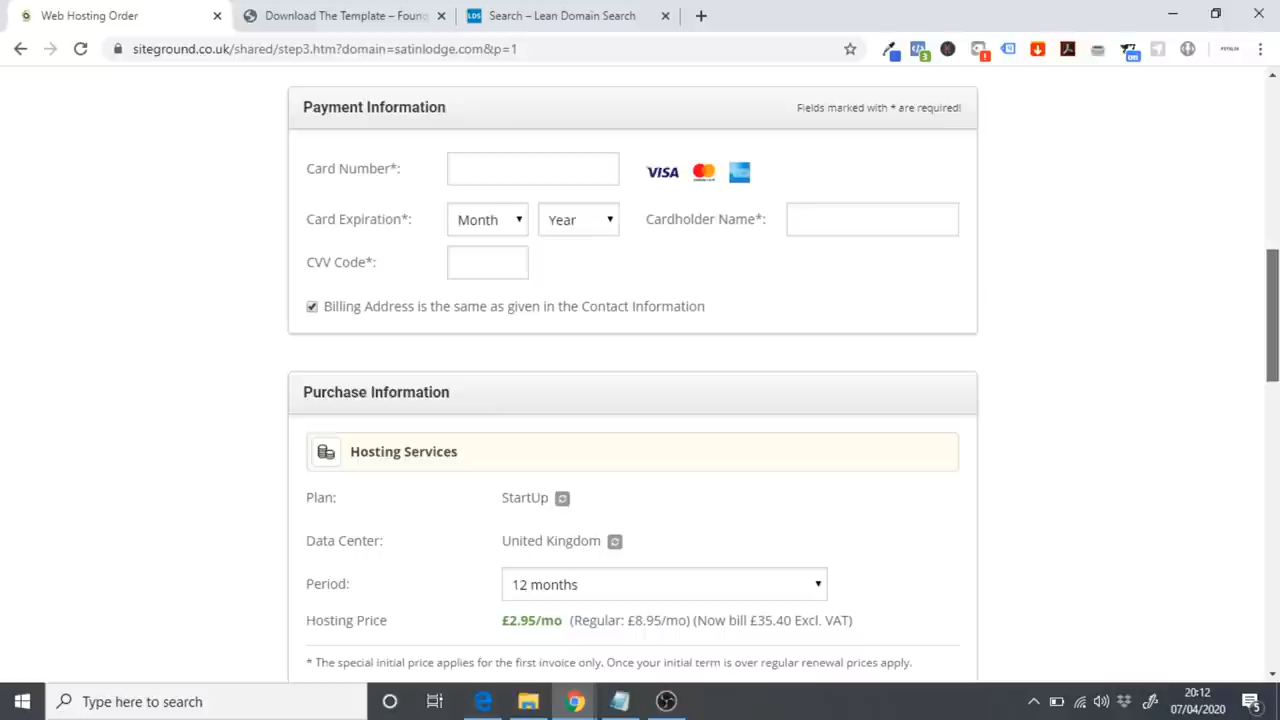 Web Hosting Order
Download The Template – Foun
LDS
Search – Lean Domain Search
siteground.co.uk/shared/step3.htm?domain=satinlodge.com&p=1
3
ON
Payment Information
Fields marked with * are required!
Card Number*:
VISA
Card Expiration*:
Month
Year
Cardholder Name*:
CVV Code*:
Billing Address is the same as given in the Contact Information
Purchase Information
Hosting Services
Plan:
StartUp
Data Center:
United Kingdom
Period:
12 months
Hosting Price
£2.95/mo (Regular: £8.95/mo) (Now bill £35.40 Excl. VAT)
* The special initial price applies for the first invoice only. Once your initial term is over regular renewal prices apply.
Type here to search
20:12
07/04/2020
5